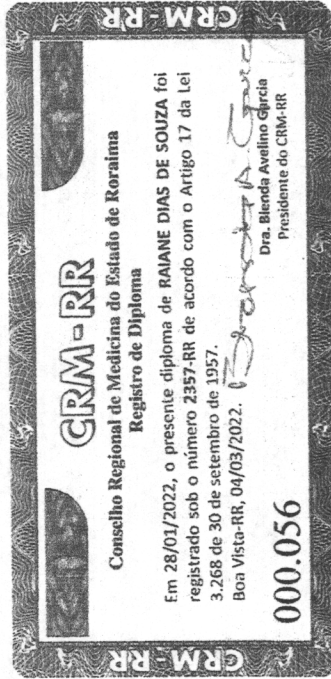 CRM-RR
CRM-RR
Conselho Regional de Medicina do Estado de Roraima
Registro de Diploma
Em 28/01/2022, o presente diploma de RAIANE DIAS DE SOUZA foi
registrado sob o número 2357-RR de acordo com o Artigo 17 da Lei
3.268 de 30 de setembro de 1957.
Boa Vista-RR, 04/03/2022.
Dra. Blenda Avelino Garcia
Presidente do CRM-RR
000.056
CRM-RR